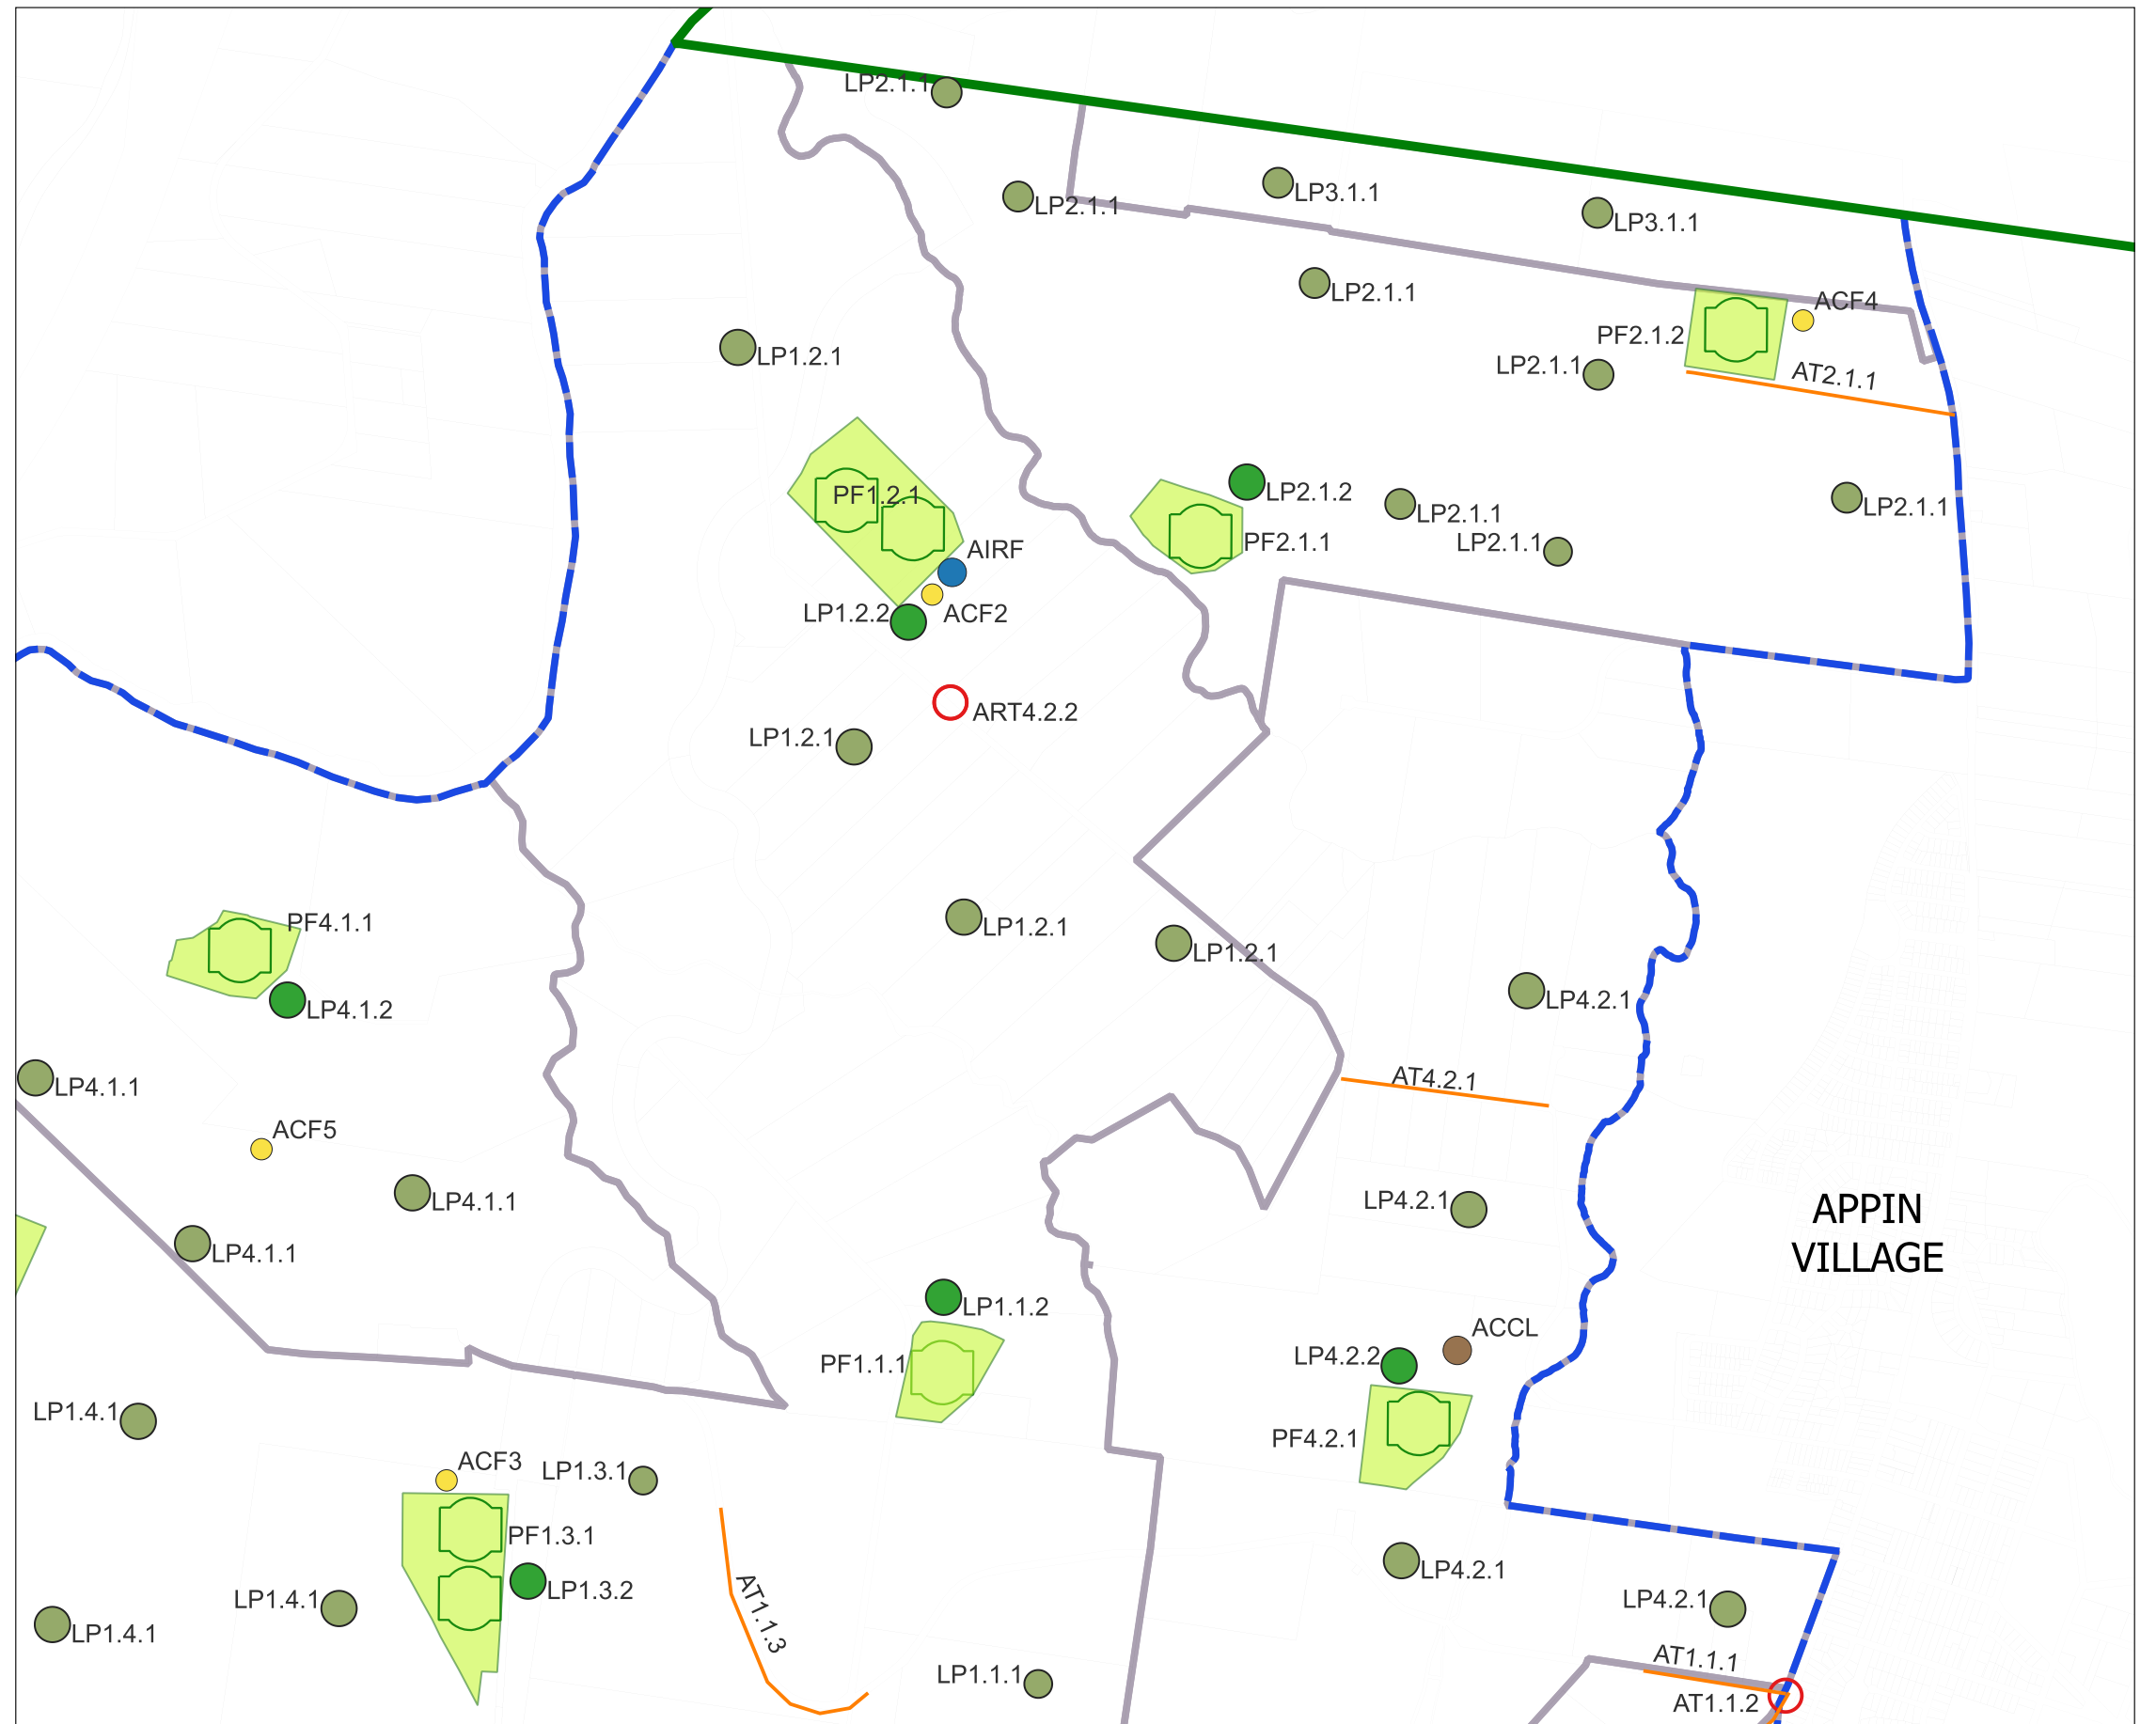 LP2.1.1
LP3.1.1
LP2.1.1
LP3.1.1
LP2.1.1
ACF4
PF2.1.2
LP1.2.1
LP2.1.1
AT2.1.1
PF1.2.1
LP2.1.2
LP2.1.1
LP2.1.1
PF2.1.1
LP2.1.1
AIRF
LP1.2.2
ACF2
ART4.2.2
LP1.2.1
PF4.1.1
LP1.2.1
LP1.2.1
LP4.1.2
LP4.2.1
LP4.1.1
AT4.2.1
ACF5
LP4.1.1
LP4.2.1
APPIN
VILLAGE
LP4.1.1
LP1.1.2
ACCL
PF1.1.1
LP4.2.2
LP1.4.1
PF4.2.1
ACF3
LP1.3.1
PF1.3.1
LP4.2.1
LP1.3.2
LP1.4.1
LP4.2.1
AT1.1.3
LP1.4.1
AT1.1.1
LP1.1.1
AT1.1.2